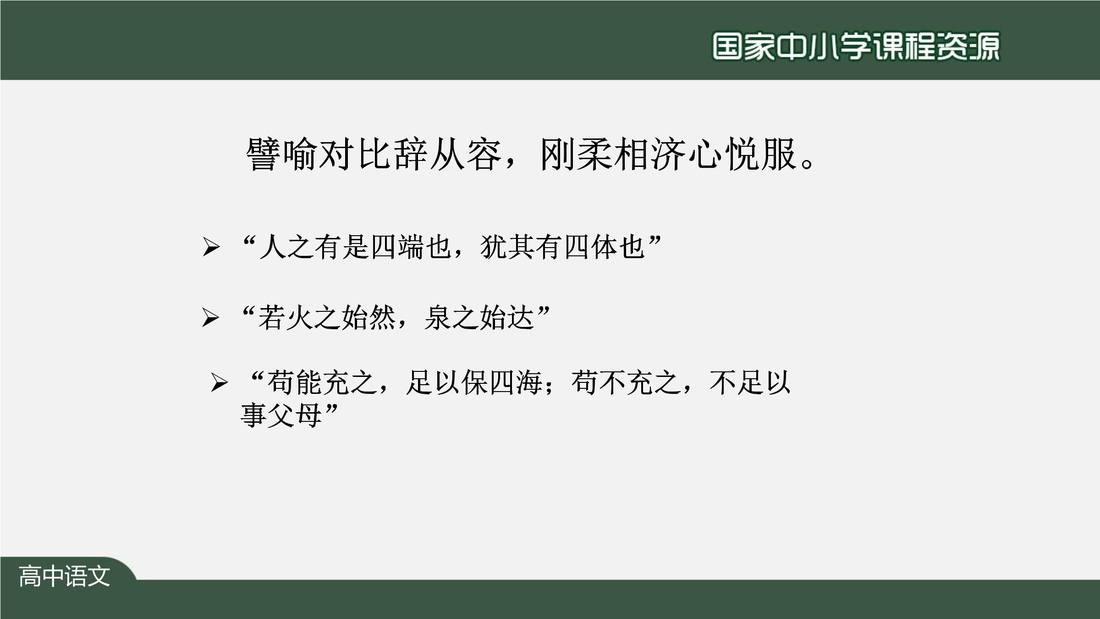 国家中小学课程资源
譬喻对比辞从容，刚柔相济心悦服。
➢ “人之有是四端也，犹其有四体也”
➢ “若火之始然，泉之始达”
➢ “苟能充之，足以保四海；苟不充之，不足以
事父母”
高中语文